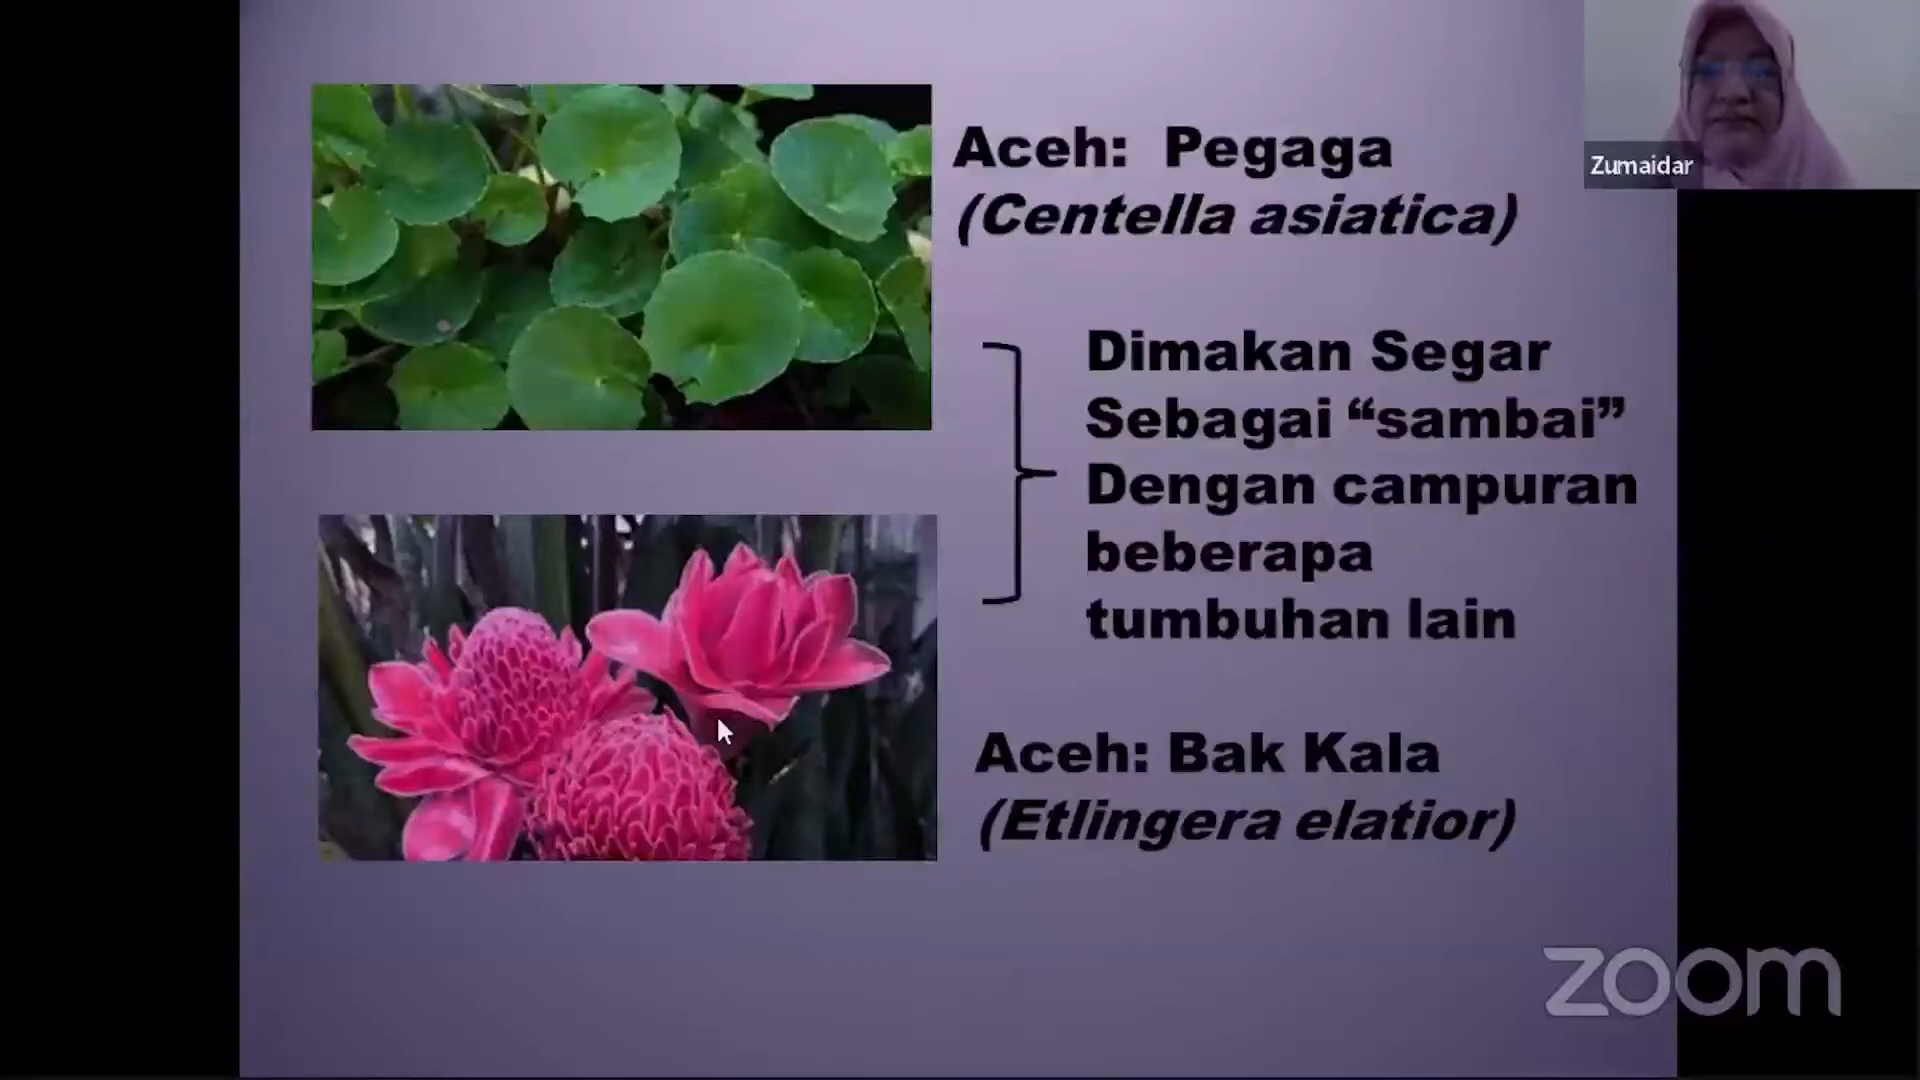 Aceh: Pegaga
(Centella asiatica)
Dimakan Segar
Sebagai “sambai”
Dengan campuran
beberapa
tumbuhan lain
Aceh: Bak Kala
(Etlingera elatior)
Zumaidar
zoom